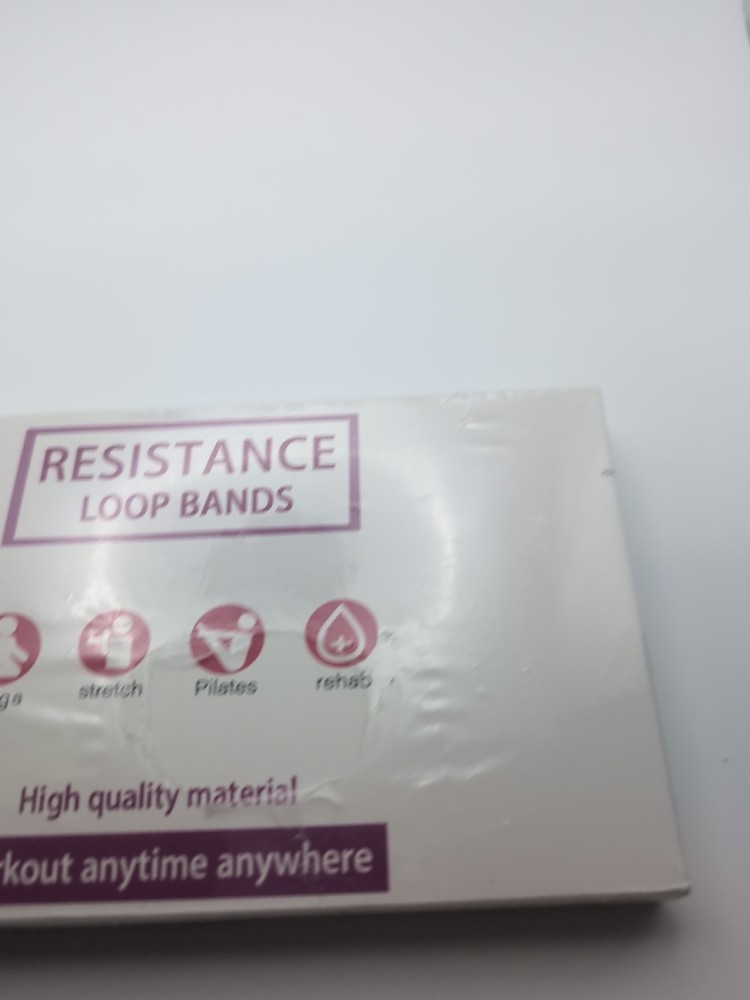 RESISTANCE
LOOP BANDS
ga stretch Pilates rehab
High quality material
rkout anytime anywhere